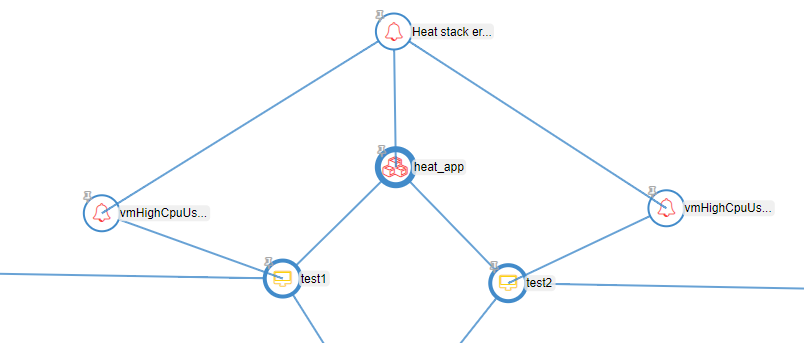 Heat stack er...
heat_app
vmHighCpuUs...
vmHighCpuUs...
test1
test2